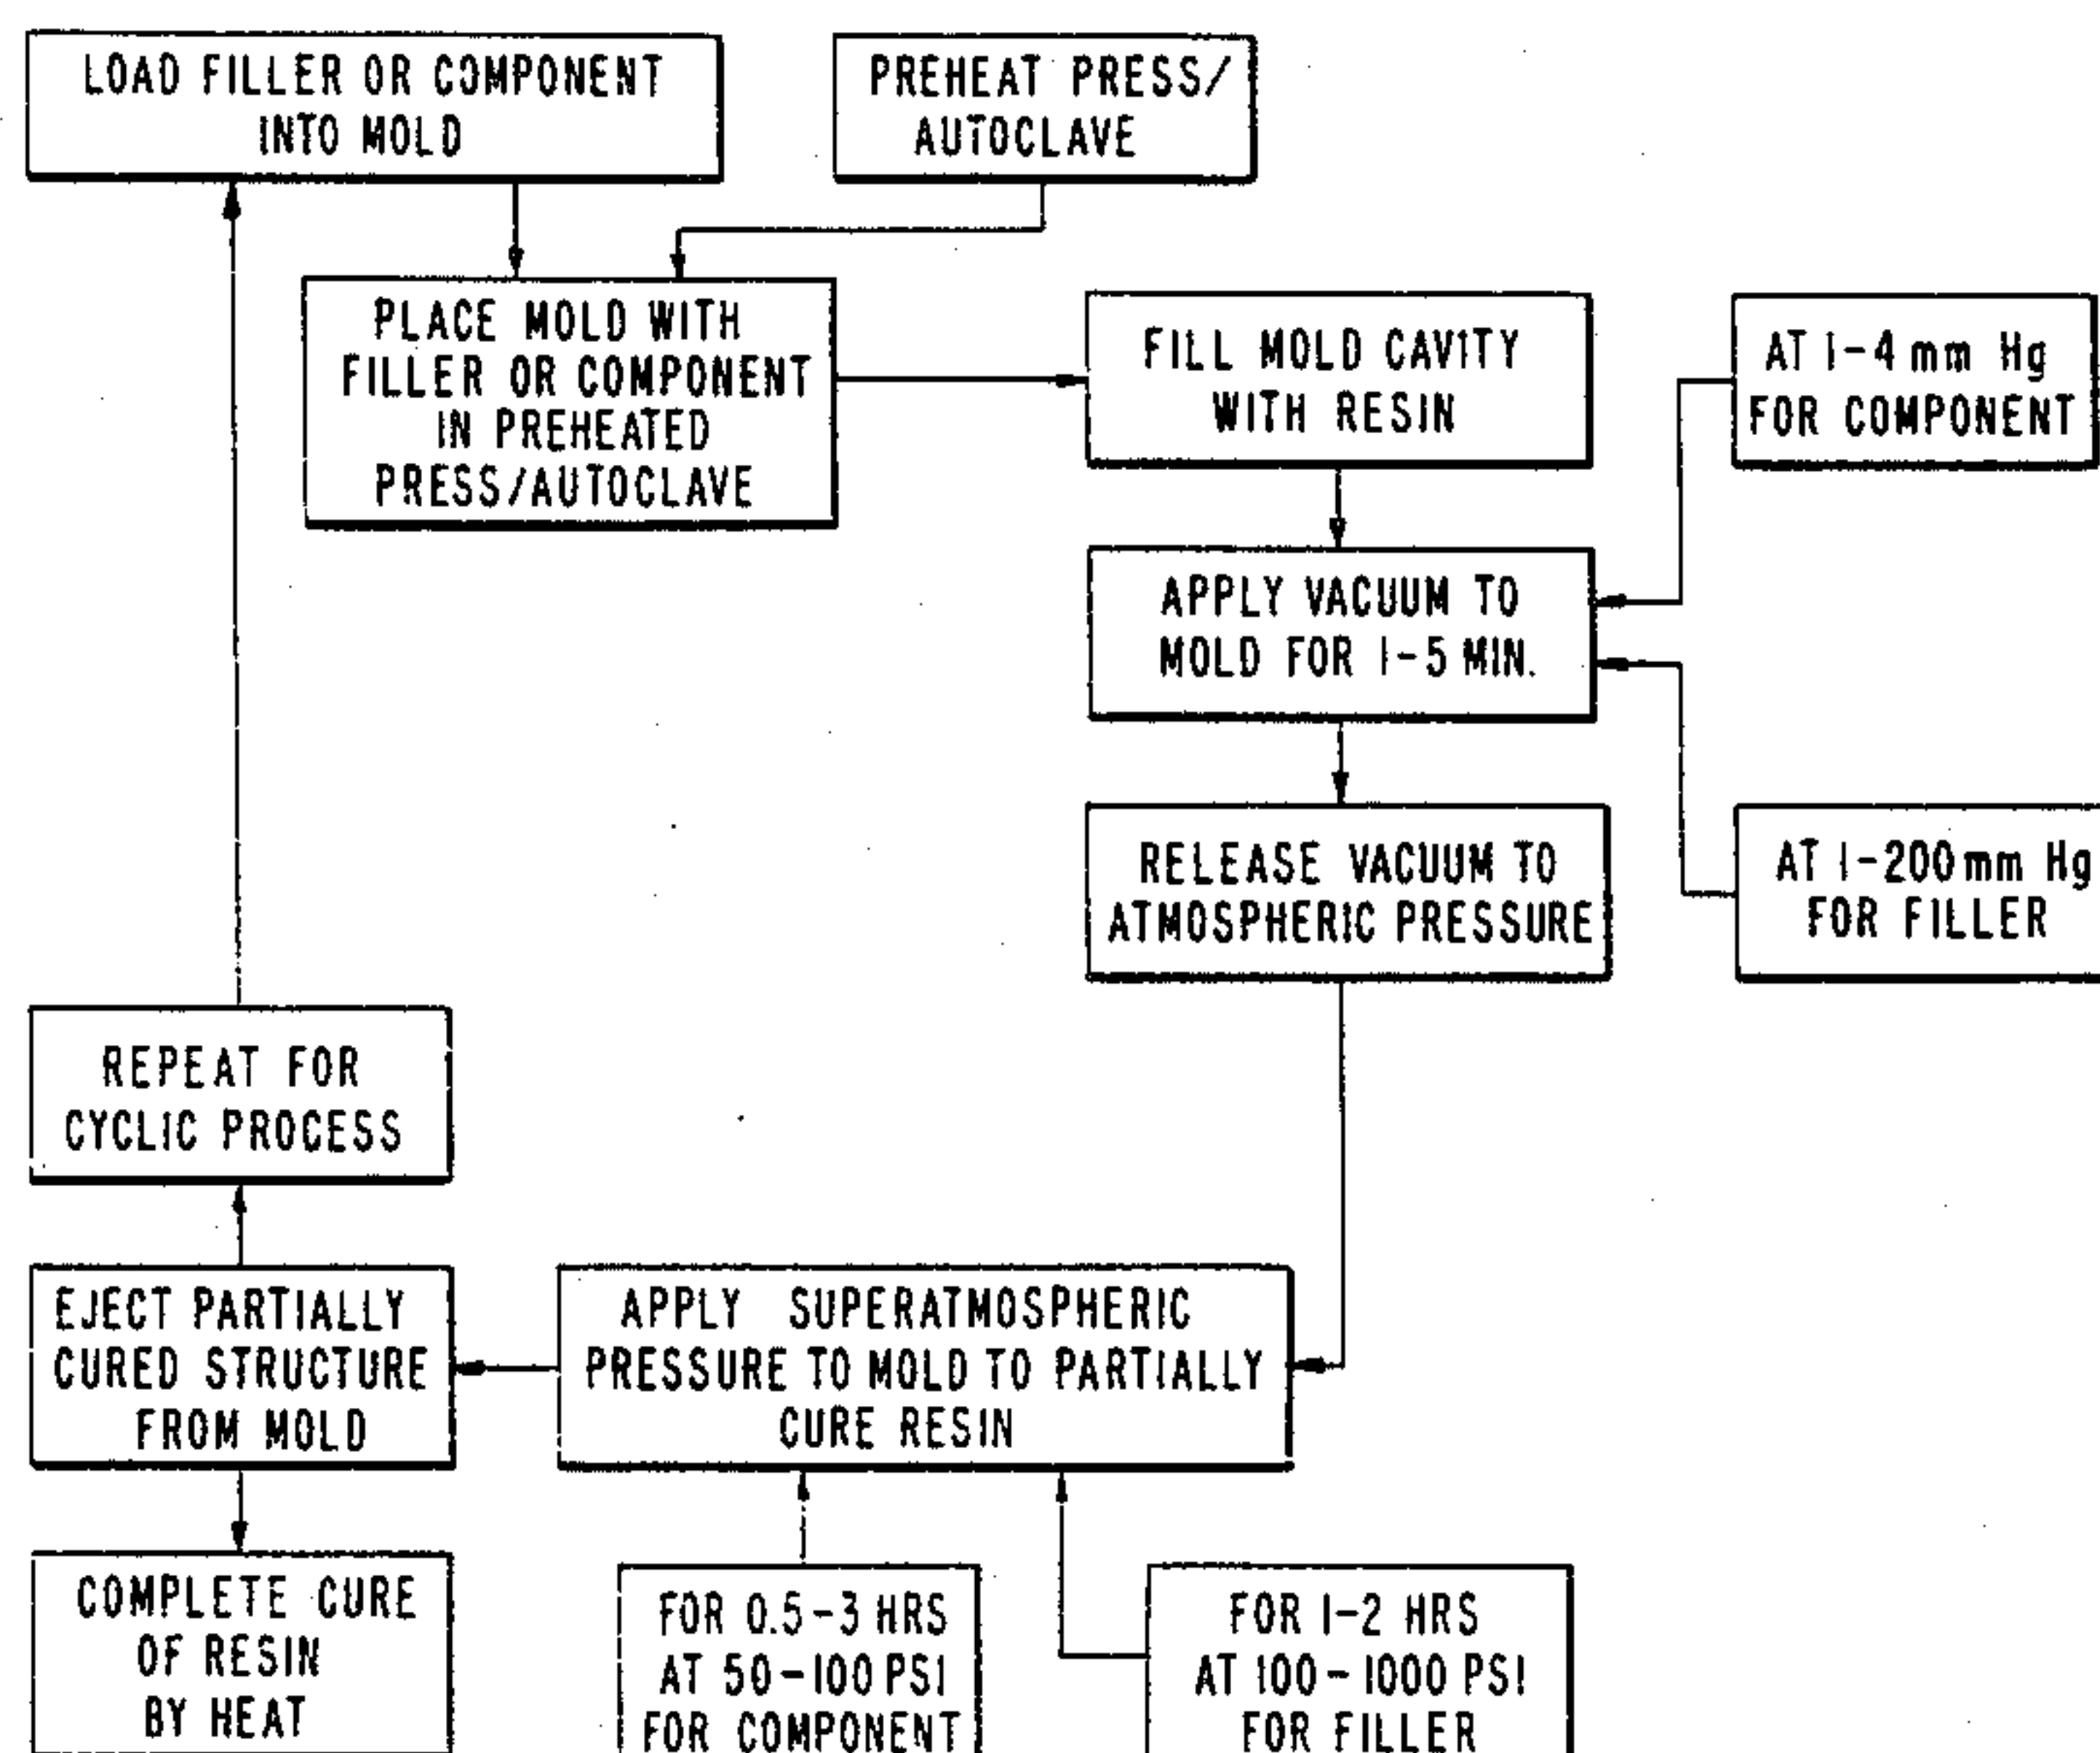 LOAD FILLER OR COMPONENT
INTO MOLD
PREHEAT PRESS/
AUTOCLAVE
PLACE MOLD WITH
FILLER OR COMPONENT
IN PREHEATED
PRESS/AUTOCLAVE
FILL MOLD CAVITY
WITH RESIN
AT 1-4 mm Hg
FOR COMPONENT
APPLY VACUUM TO
MOLD FOR 1-5 MIN.
RELEASE VACUUM TO
ATMOSPHERIC PRESSURE
AT 1-200 mm Hg
FOR FILLER
REPEAT FOR
CYCLIC PROCESS
EJECT PARTIALLY
CURED STRUCTURE
FROM MOLD
APPLY SUPERATMOSPHERIC
PRESSURE TO MOLD TO PARTIALLY
CURE RESIN
COMPLETE CURE
OF RESIN
BY HEAT
FOR 0.5-3 HRS
AT 50-100 PSI
FOR COMPONENT
FOR 1-2 HRS
AT 100-1000 PSI
FOR FILLER